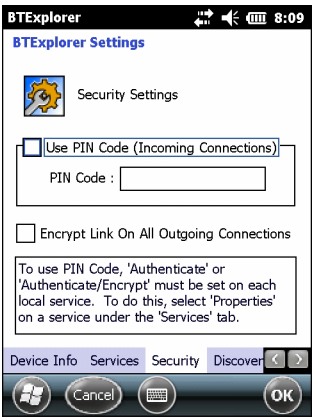 BTExplorer 8:09
BTExplorer Settings
Security Settings
Use PIN Code (Incoming Connections)
PIN Code :
Encrypt Link On All Outgoing Connections
To use PIN Code, 'Authenticate' or
'Authenticate/Encrypt' must be set on each
local service. To do this, select 'Properties'
on a service under the 'Services' tab.
Device Info Services Security Discover
Cancel OK